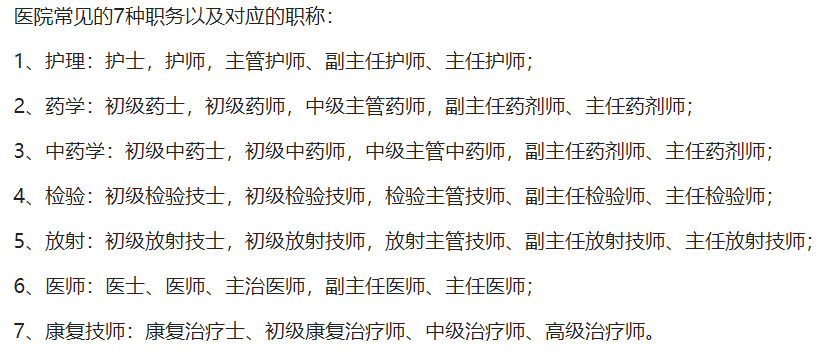 医院常见的7种职务以及对应的职称：
1、护理：护士，护师，主管护师、副主任护师、主任护师；
2、药学：初级药士，初级药师，中级主管药师，副主任药剂师、主任药剂师；
3、中药学：初级中药士，初级中药师，中级主管中药师，副主任药剂师、主任药剂师；
4、检验：初级检验技士，初级检验技师，检验主管技师、副主任检验师、主任检验师；
5、放射：初级放射技士，初级放射技师，放射主管技师、副主任放射技师、主任放射技师；
6、医师：医士、医师、主治医师，副主任医师、主任医师；
7、康复技师：康复治疗士、初级康复治疗师、中级治疗师、高级治疗师。